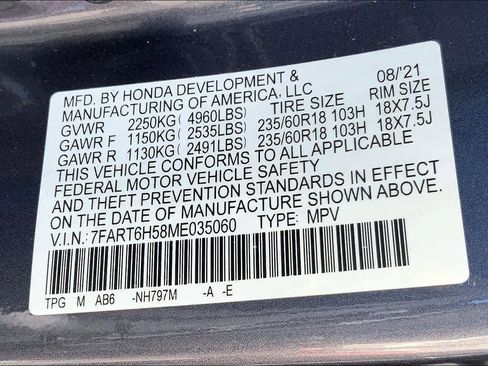 MFD. BY HONDA DEVELOPMENT & 08/'21
MANUFACTURING OF AMERICA, LLC
TIRE SIZE RIM SIZE
GVWR 2250KG ( 4960LBS)
GAWR F 1150KG ( 2535LBS) 235/60R18 103H 18X7.5J
GAWR R 1130KG ( 2491LBS) 235/60R18 103H 18X7.5J
THIS VEHICLE CONFORMS TO ALL APPLICABLE
FEDERAL MOTOR VEHICLE SAFETY
AND THEFT PREVENTION STANDARDS IN EFFECT
ON THE DATE OF MANUFACTURE SHOWN ABOVE.
V.I.N.: 7FART6H58ME035060 TYPE: MPV
TPG M AB6 -NH797M -A -E